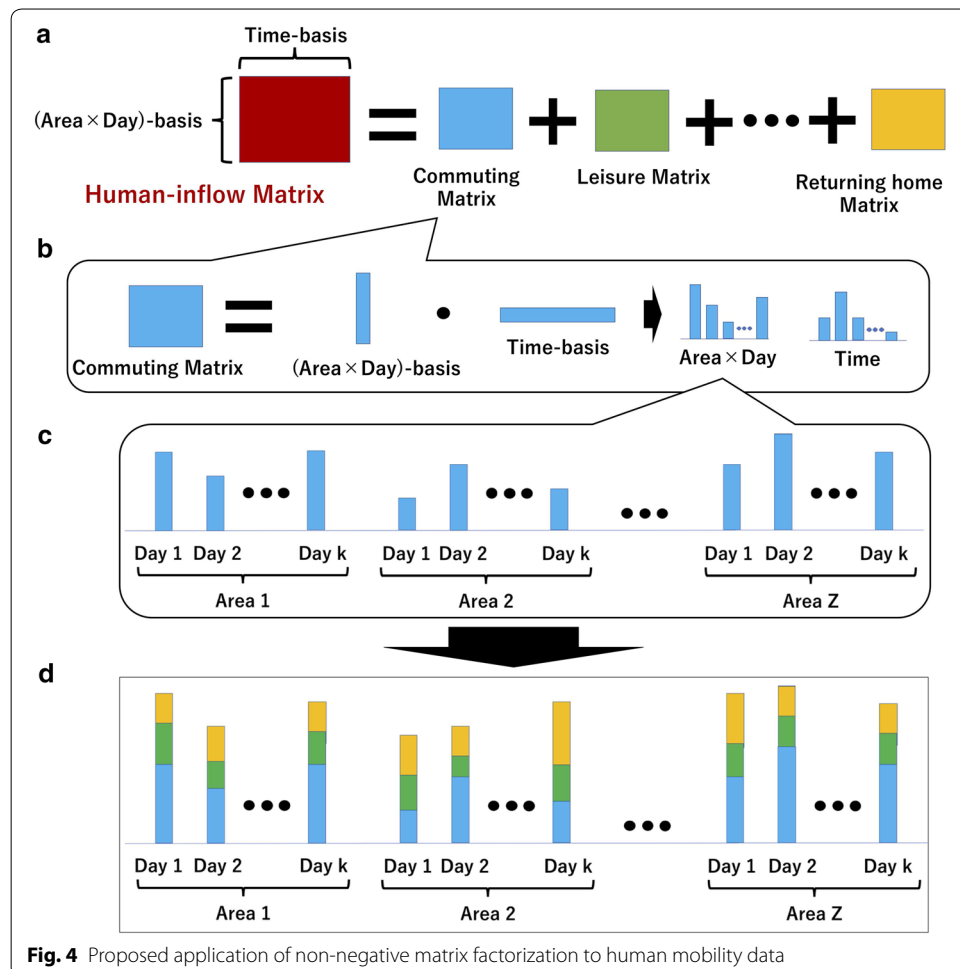 a
Time-basis
(Area×Day)-basis
Human-inflow Matrix
Commuting
Matrix
Leisure Matrix
Returning home
Matrix
b
Commuting Matrix
(Area×Day)-basis
Time-basis
Area×Day
Time
c
Day 1 Day 2 Day k Day 1 Day 2 Day k Day 1 Day 2 Day k
Area 1 Area 2 Area Z
d
Day 1 Day 2 Day k Day 1 Day 2 Day k Day 1 Day 2 Day k
Area 1 Area 2 Area Z
Fig. 4 Proposed application of non-negative matrix factorization to human mobility data